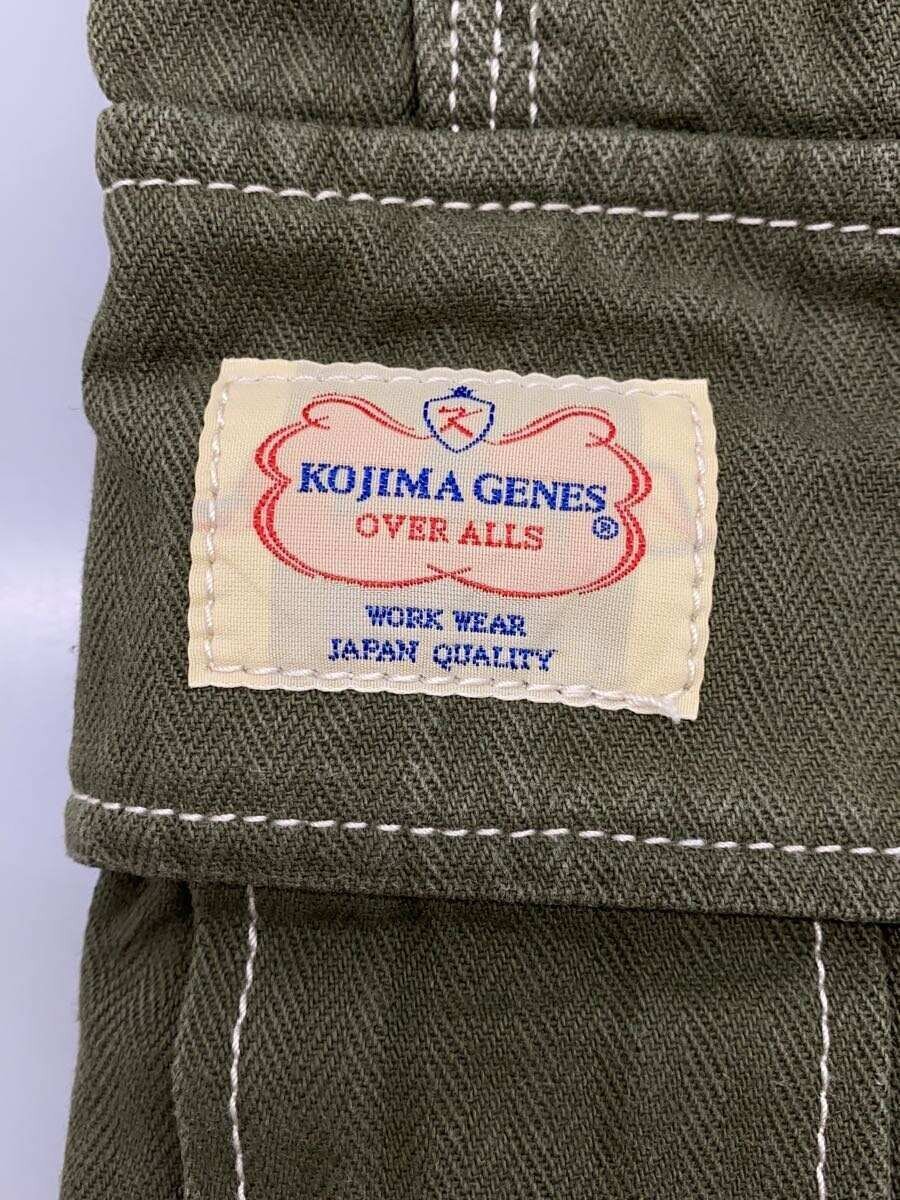 K
KOJIMA GENES
®
OVER ALLS
WORK WEAR
JAPAN QUALITY